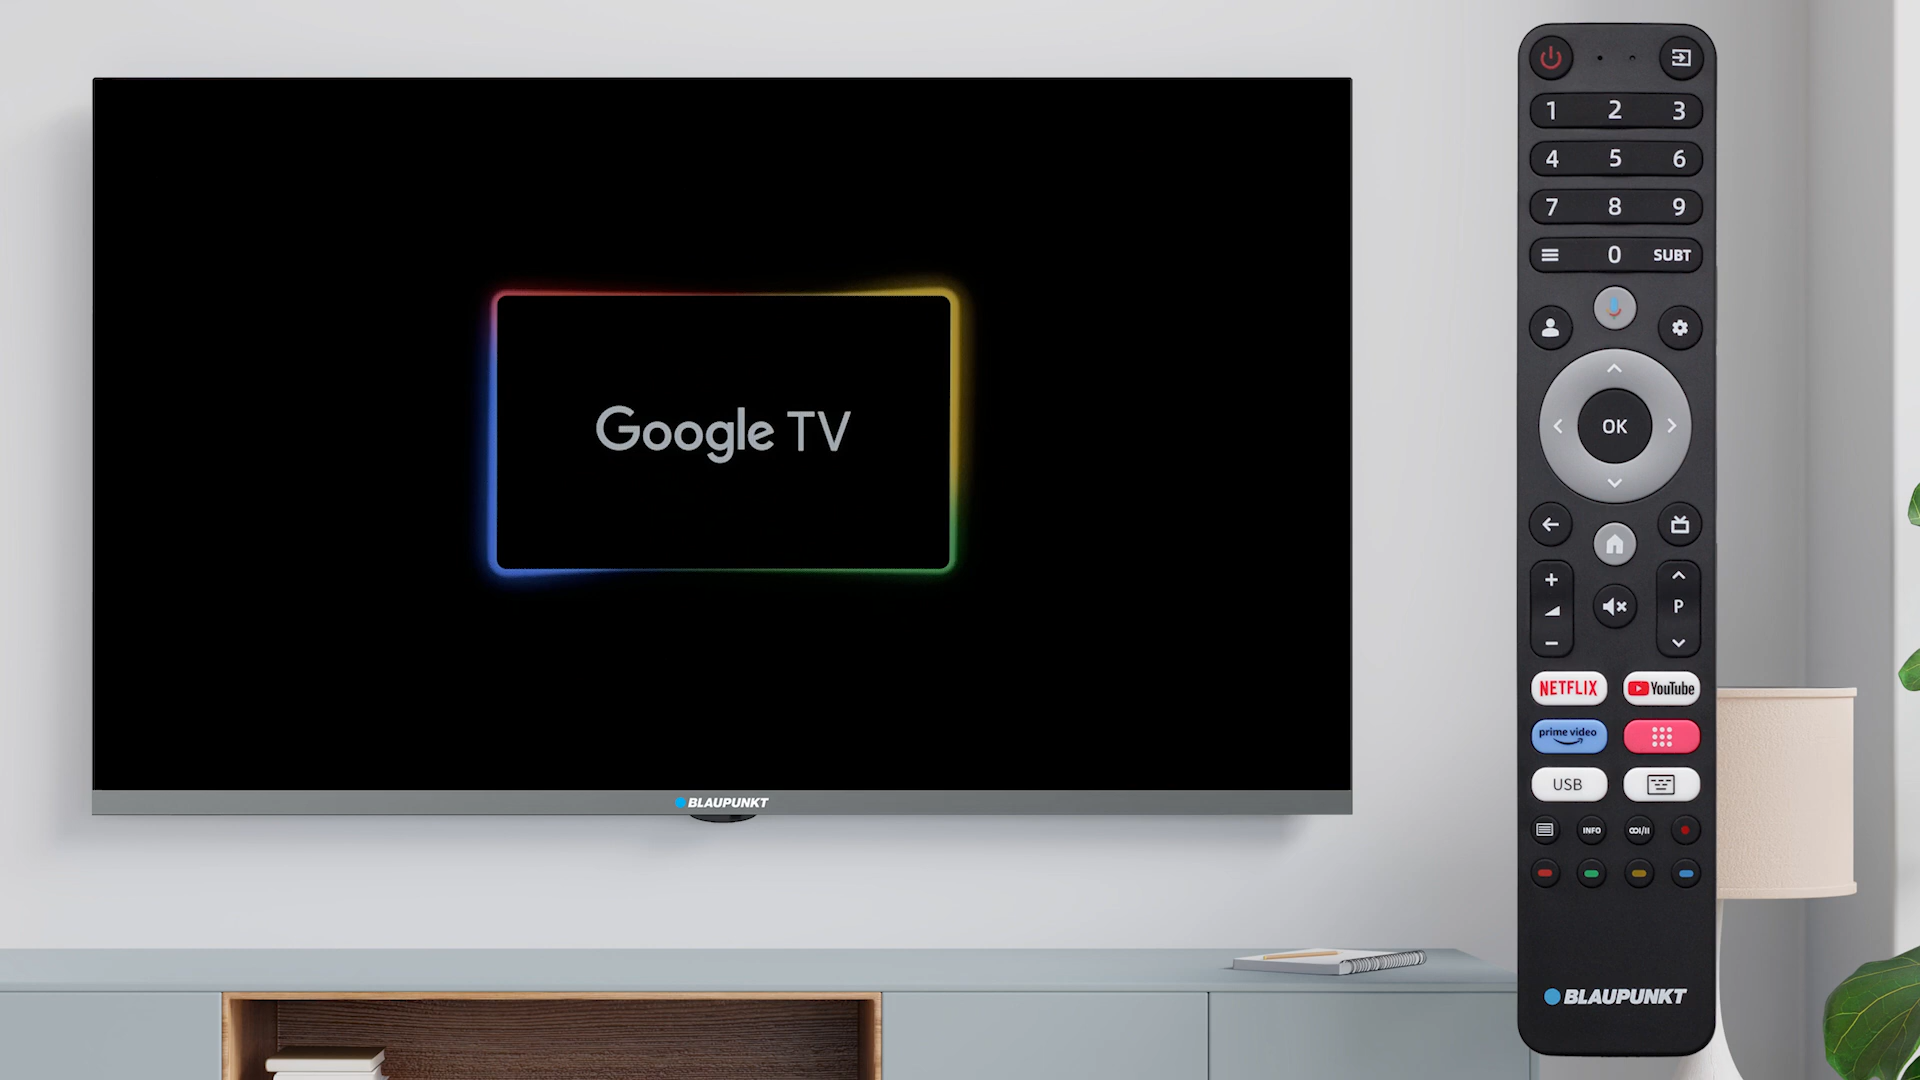 Google TV
BLAUPUNKT
1 2 3
4 5 6
7 8 9
0 SUBT
OK
P
NETFLIX
YouTube
prime video
USB
INFO
BLAUPUNKT